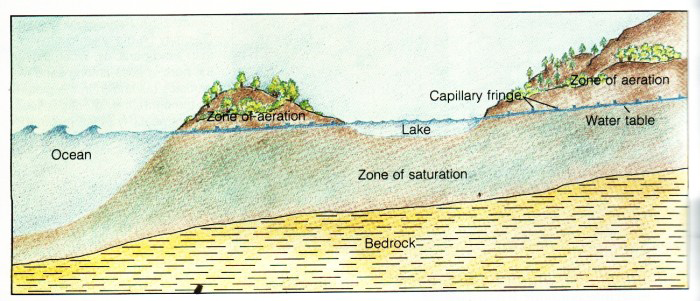 Zone of aeration
Capillary fringe
Zone of aeration
Water table
Lake
Ocean
Zone of saturation
Bedrock